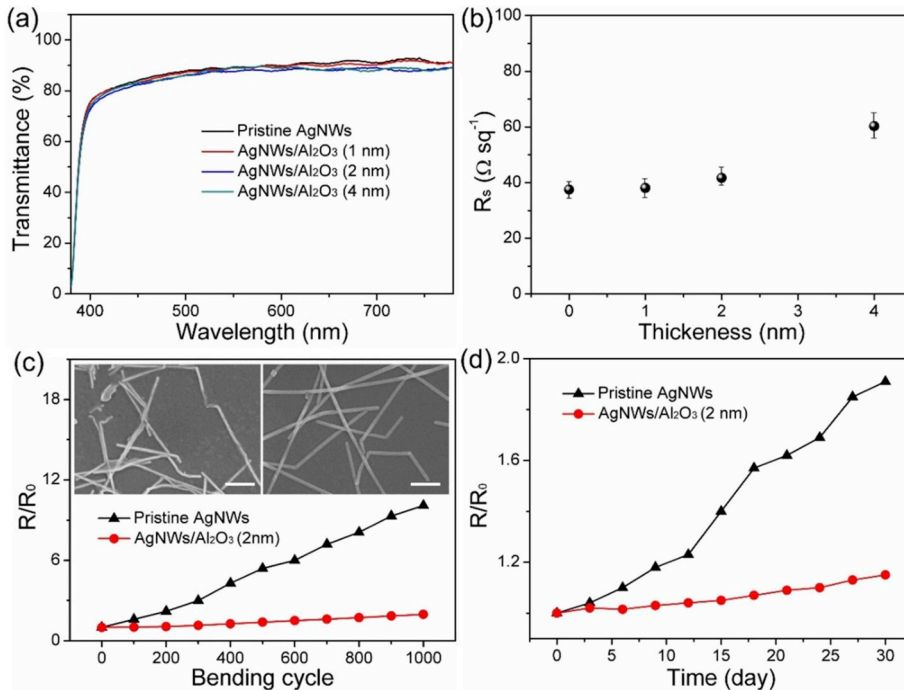 (a)
100
80
60
40
20
0
Transmittance (%)
Pristine AgNWs
AgNWs/Al₂O₃ (1 nm)
AgNWs/Al₂O₃ (2 nm)
AgNWs/Al₂O₃ (4 nm)
400 500 600 700
Wavelength (nm)
(b)
100
80
60
40
20
0
Rₛ (Ω sq⁻¹)
0 1 2 3 4
Thickeness (nm)
(c)
18
12
6
0
R/R₀
Pristine AgNWs
AgNWs/Al₂O₃ (2nm)
0 200 400 600 800 1000
Bending cycle
(d)
2.0
1.6
1.2
R/R₀
Pristine AgNWs
AgNWs/Al₂O₃ (2 nm)
0 5 10 15 20 25 30
Time (day)